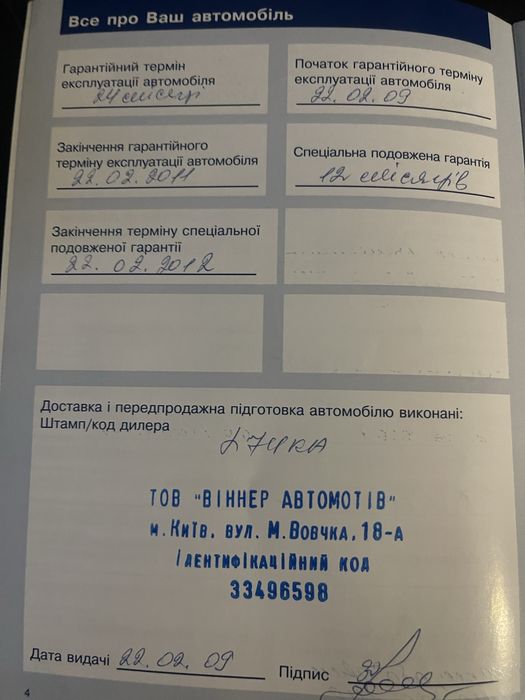 Все про Ваш автомобіль
Гарантійний термін
експлуатації автомобіля
24 місяці
Початок гарантійного терміну
експлуатації автомобіля
22.02.09
Закінчення гарантійного
терміну експлуатації автомобіля
22.02.2011
Спеціальна подовжена гарантія
12 місяців
Закінчення терміну спеціальної
подовженої гарантії
22.02.2012
Доставка і передпродажна підготовка автомобілю виконані:
Штамп/код дилера
ТОВ "ВІННЕР АВТОМОТІВ"
м.Київ, вул. М.Вовчка, 18-А
Ідентифікаційний код
33496598
Дата видачі 22.02.09
Підпис
4